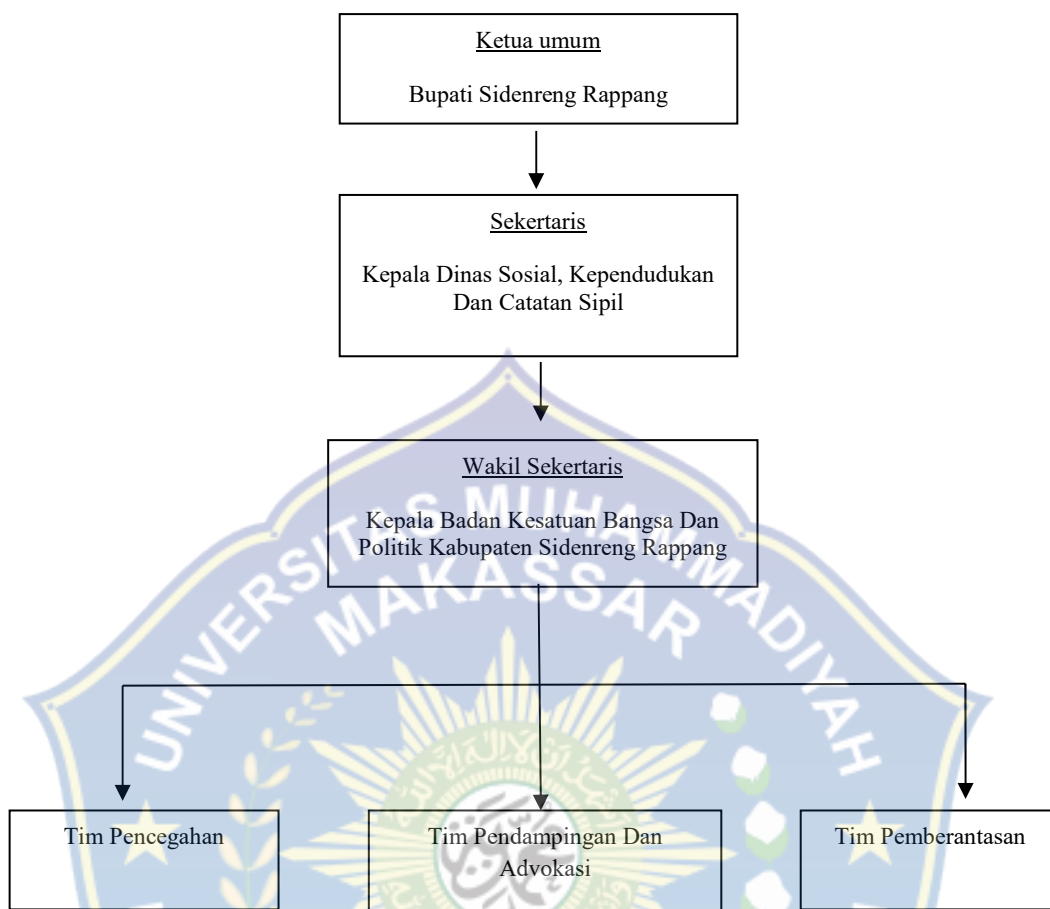 Ketua umum
Bupati Sidenreng Rappang
Sekertaris
Kepala Dinas Sosial, Kependudukan
Dan Catatan Sipil
Wakil Sekertaris
Kepala Badan Kesatuan Bangsa Dan
Politik Kabupaten Sidenreng Rappang
UNIVERSITAS MUHAMMADIYAH
MAKASSAR
Tim Pencegahan
Tim Pendampingan Dan
Advokasi
Tim Pemberantasan